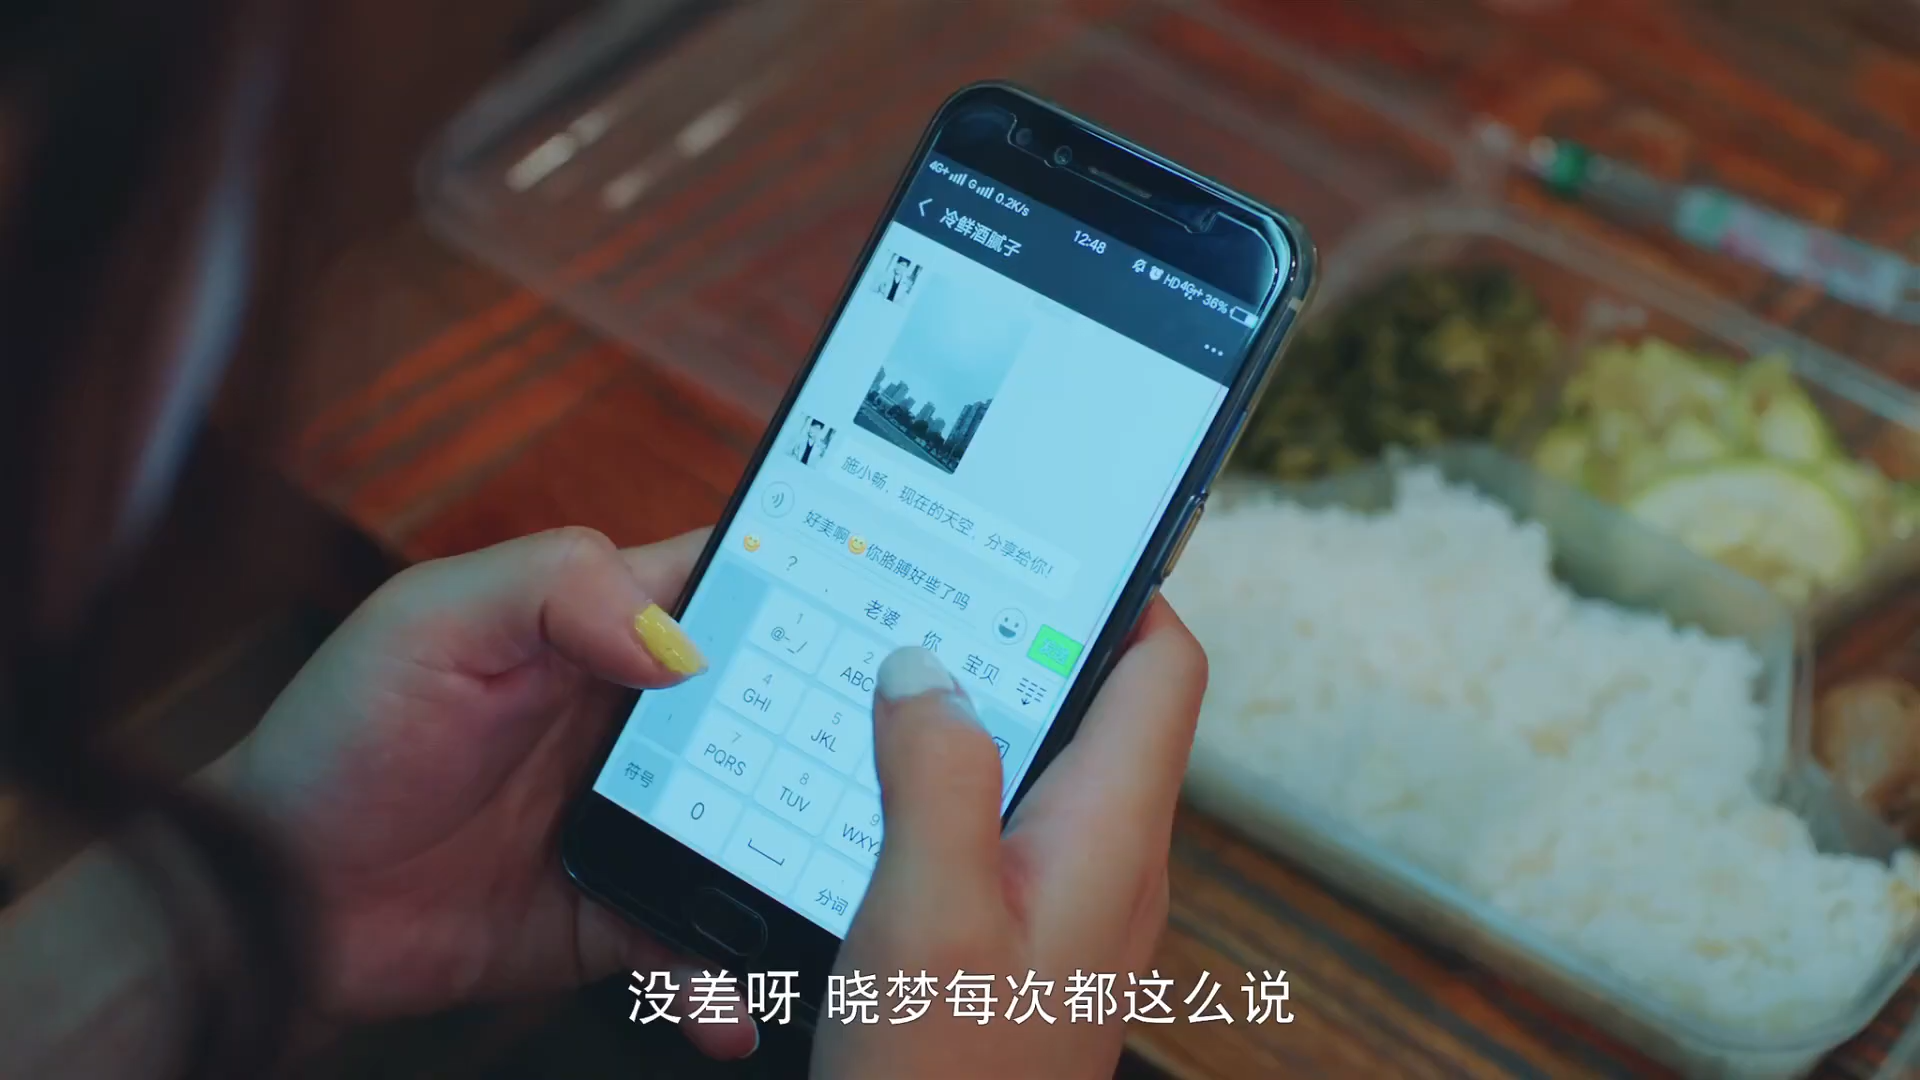 4G+ G 0.2K/s
12:48
HD 4G+ 36%
冷鲜酒腻子
施小畅,现在的天空,分享给你!
好美啊😊你胳膊好些了吗
发送
? 老婆 你 宝贝
1
@-_/
2
ABC
4
GHI
5
JKL
7
PQRS
8
TUV
9
WXYZ
符号
0
分词
没差呀 晓梦每次都这么说